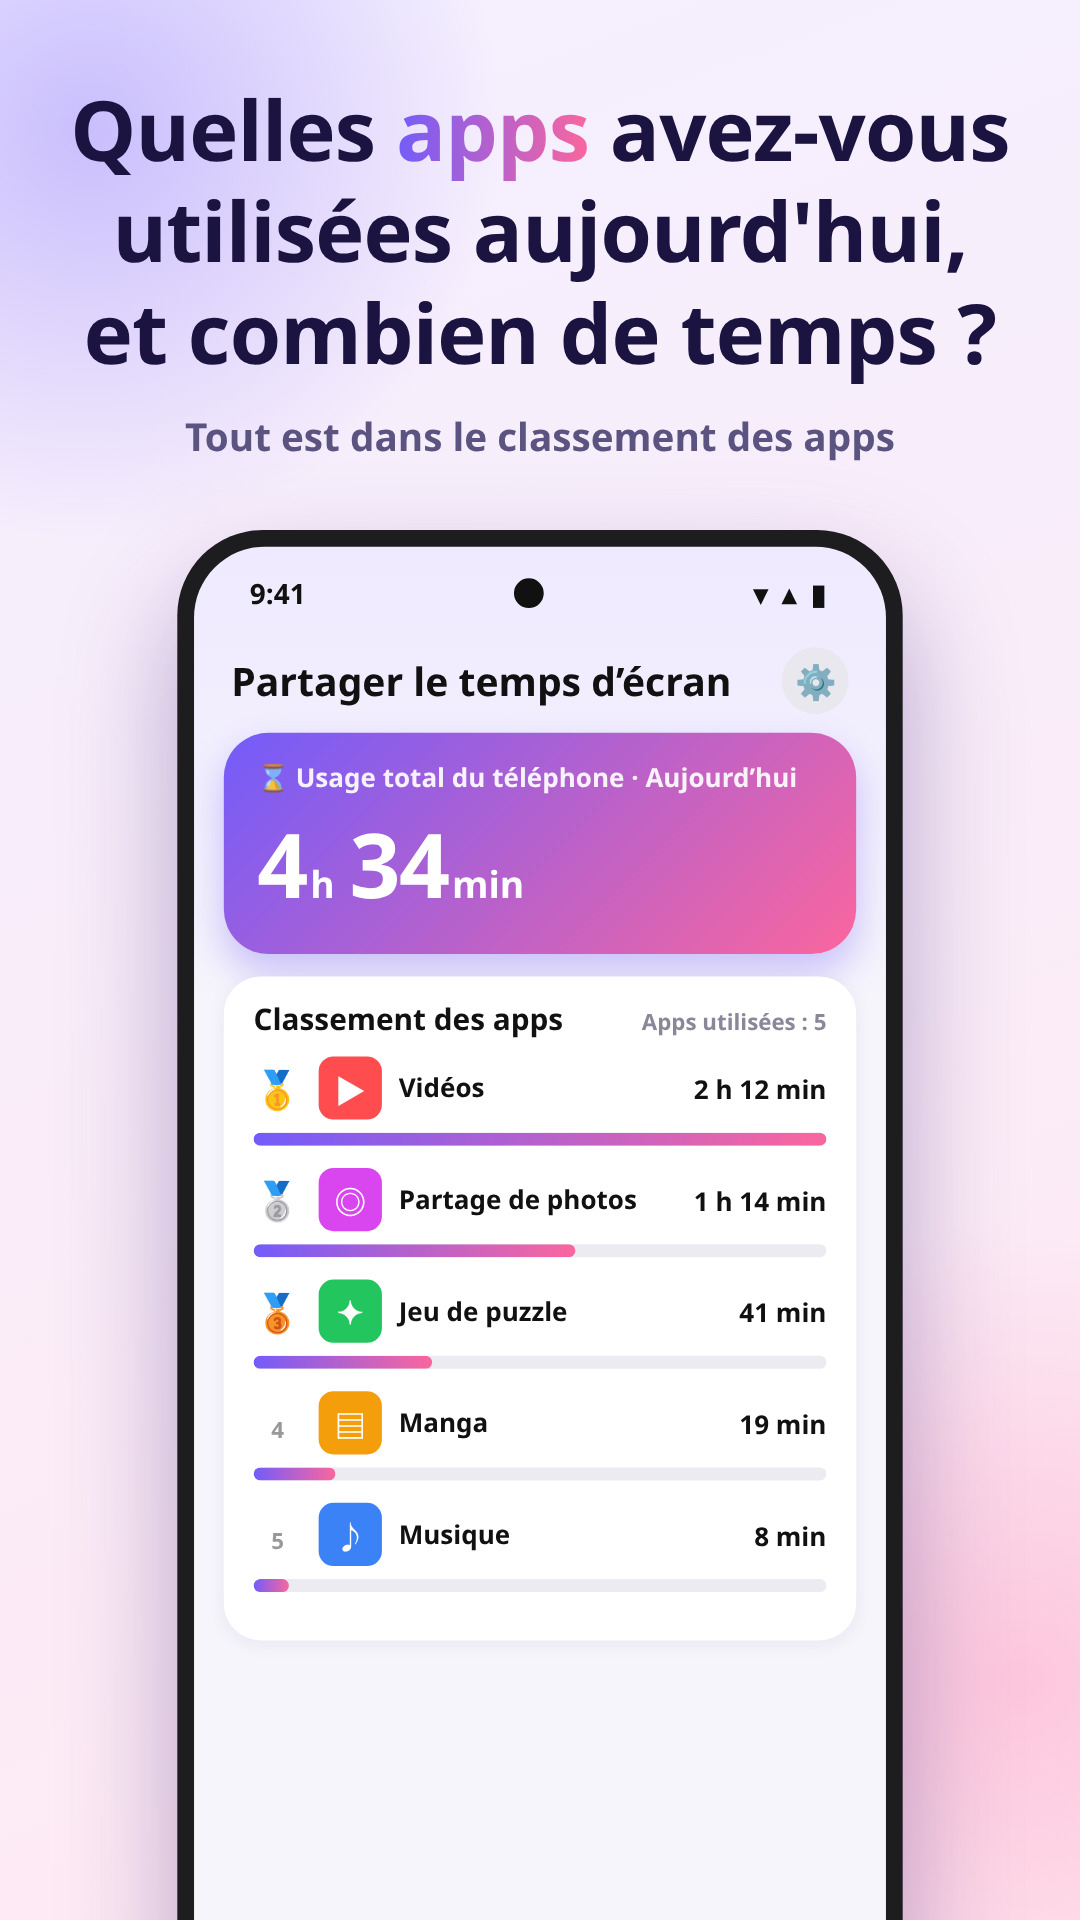 Quelles apps avez-vous
utilisées aujourd'hui,
et combien de temps ?
Tout est dans le classement des apps
9:41
Partager le temps d’écran
Usage total du téléphone · Aujourd’hui
4h 34min
Classement des apps
Apps utilisées : 5
1 Vidéos 2 h 12 min
2 Partage de photos 1 h 14 min
3 Jeu de puzzle 41 min
4 Manga 19 min
5 Musique 8 min